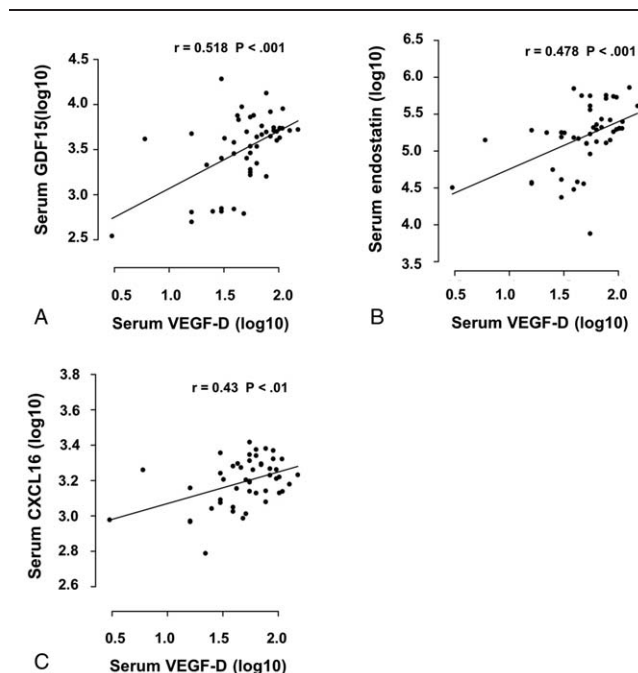 r = 0.518 P < .001
Serum GDF15(log10)
4.5
4.0
3.5
3.0
2.5
0.5 1.0 1.5 2.0
A
Serum VEGF-D (log10)
r = 0.478 P < .001
Serum endostatin (log10)
6.5
6.0
5.5
5.0
4.5
4.0
3.5
0.5 1.0 1.5 2.0
B
Serum VEGF-D (log10)
r = 0.43 P < .01
Serum CXCL16 (log10)
3.8
3.6
3.4
3.2
3.0
2.8
2.6
0.5 1.0 1.5 2.0
C
Serum VEGF-D (log10)